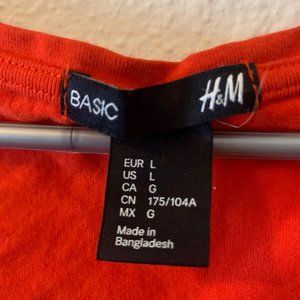 BASIC
H&M
EUR L
US L
CA G
CN 175/104A
MX G
Made in
Bangladesh